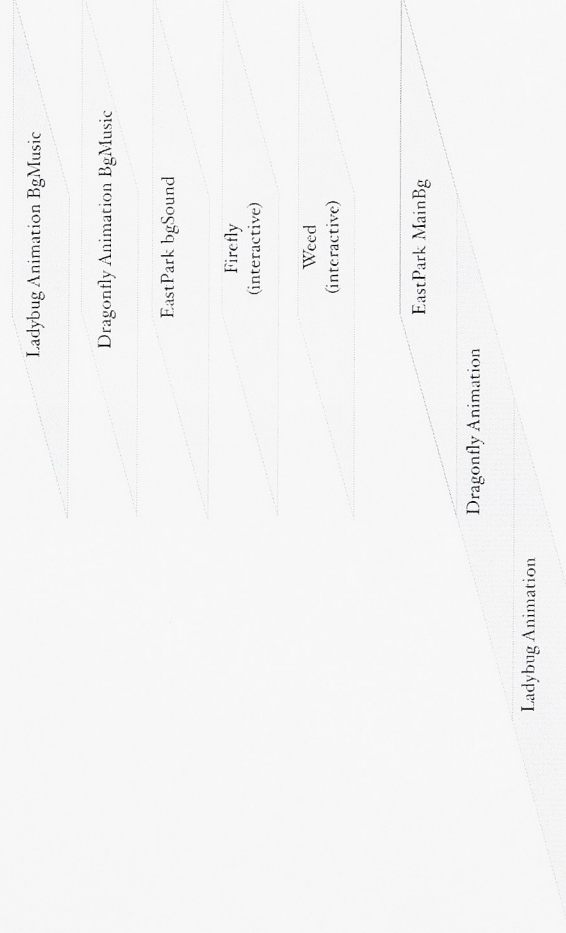 Ladybug Animation BgMusic
Dragonfly Animation BgMusic
EastPark bgSound
Firefly
(interactive)
Weed
(interactive)
EastPark MainBg
Dragonfly Animation
Ladybug Animation